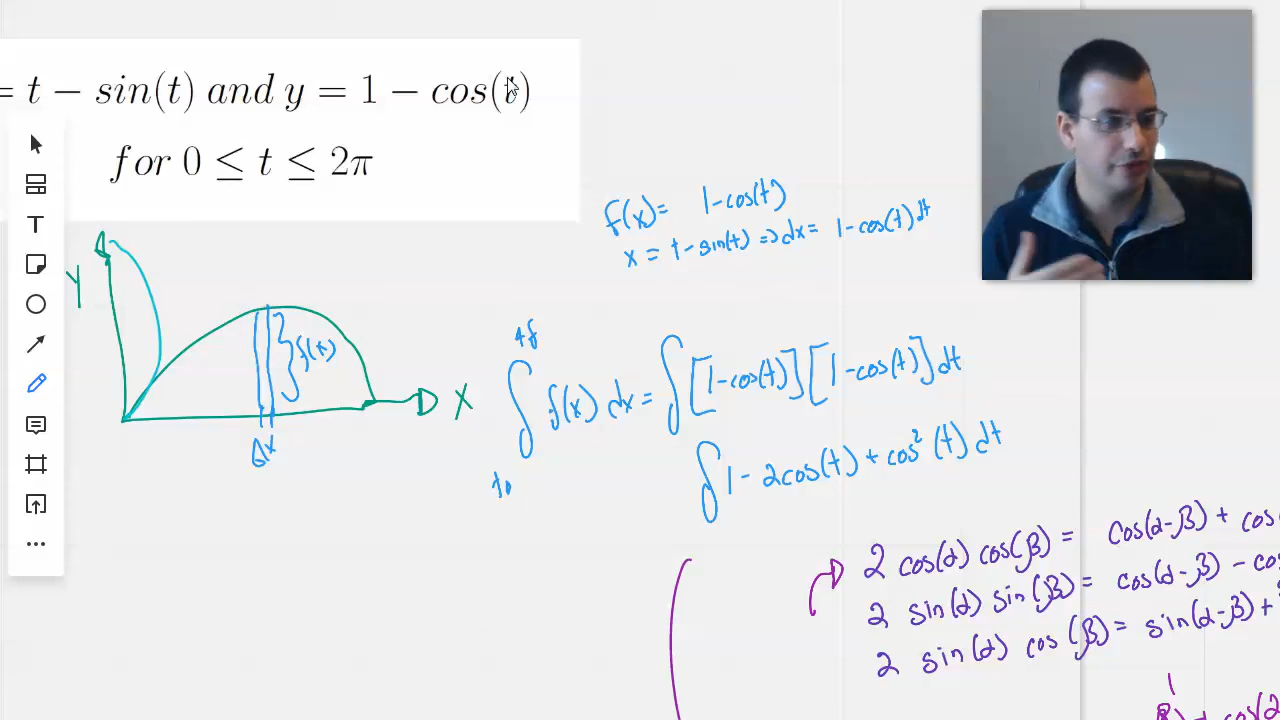 = t − sin(t) and y = 1 − cos(t)
for 0 ≤ t ≤ 2π
f(x) = 1-cos(t)
x = t-sin(t) => dx = 1-cos(t) dt
Y
f(t)
X
Δx
tf
∫ f(x) dx = ∫ [1-cos(t)] [1-cos(t)] dt
to
∫ 1- 2cos(t) + cos² (t) dt
2 cos(α) cos(β) = cos(α-β) + cos
2 sin(α) sin(β) = cos(α-β) - cos
2 sin(α) cos(β) = sin(α-β) +
T